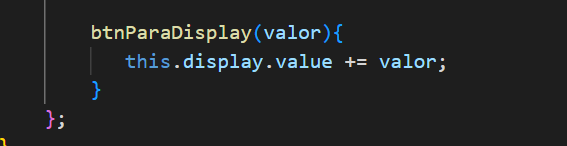 btnParaDisplay(valor){
this.display.value += valor;
}
};
}